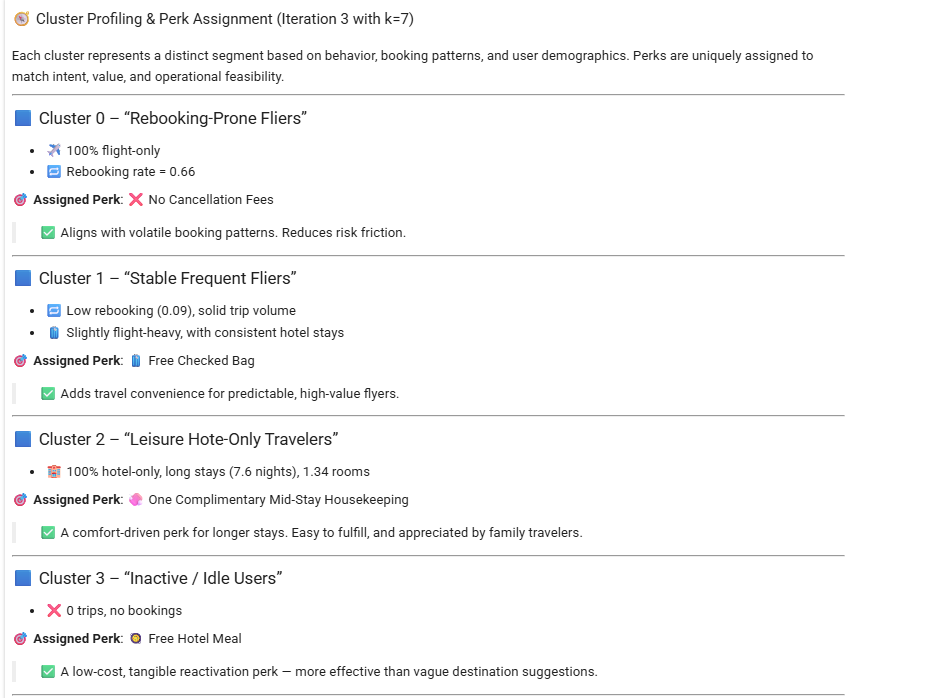 🧭 Cluster Profiling & Perk Assignment (Iteration 3 with k=7)
Each cluster represents a distinct segment based on behavior, booking patterns, and user demographics. Perks are uniquely assigned to
match intent, value, and operational feasibility.
🟦 Cluster 0 – “Rebooking-Prone Fliers”
• ✈️ 100% flight-only
• 🔁 Rebooking rate = 0.66
🎯 Assigned Perk: ❌ No Cancellation Fees
✅ Aligns with volatile booking patterns. Reduces risk friction.
🟦 Cluster 1 – “Stable Frequent Fliers”
• 🔁 Low rebooking (0.09), solid trip volume
• 🧳 Slightly flight-heavy, with consistent hotel stays
🎯 Assigned Perk: 🧳 Free Checked Bag
✅ Adds travel convenience for predictable, high-value flyers.
🟦 Cluster 2 – “Leisure Hote-Only Travelers”
• 🏨 100% hotel-only, long stays (7.6 nights), 1.34 rooms
🎯 Assigned Perk: 🧼 One Complimentary Mid-Stay Housekeeping
✅ A comfort-driven perk for longer stays. Easy to fulfill, and appreciated by family travelers.
🟦 Cluster 3 – “Inactive / Idle Users”
• ❌ 0 trips, no bookings
🎯 Assigned Perk: 🥘 Free Hotel Meal
✅ A low-cost, tangible reactivation perk — more effective than vague destination suggestions.